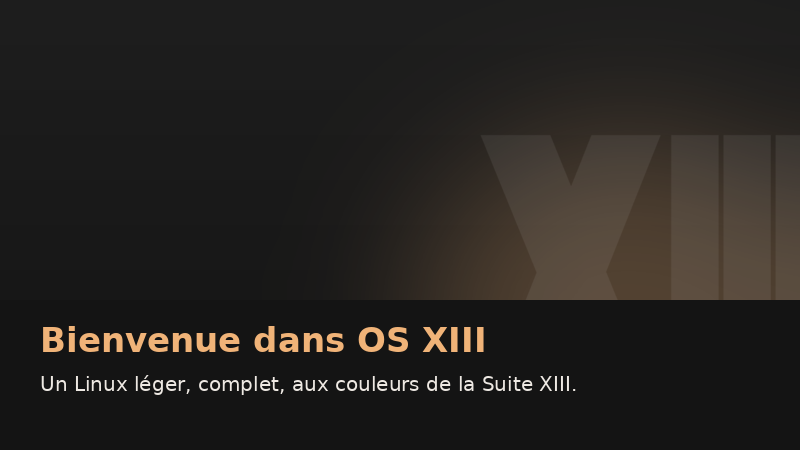 XIII
Bienvenue dans OS XIII
Un Linux léger, complet, aux couleurs de la Suite XIII.